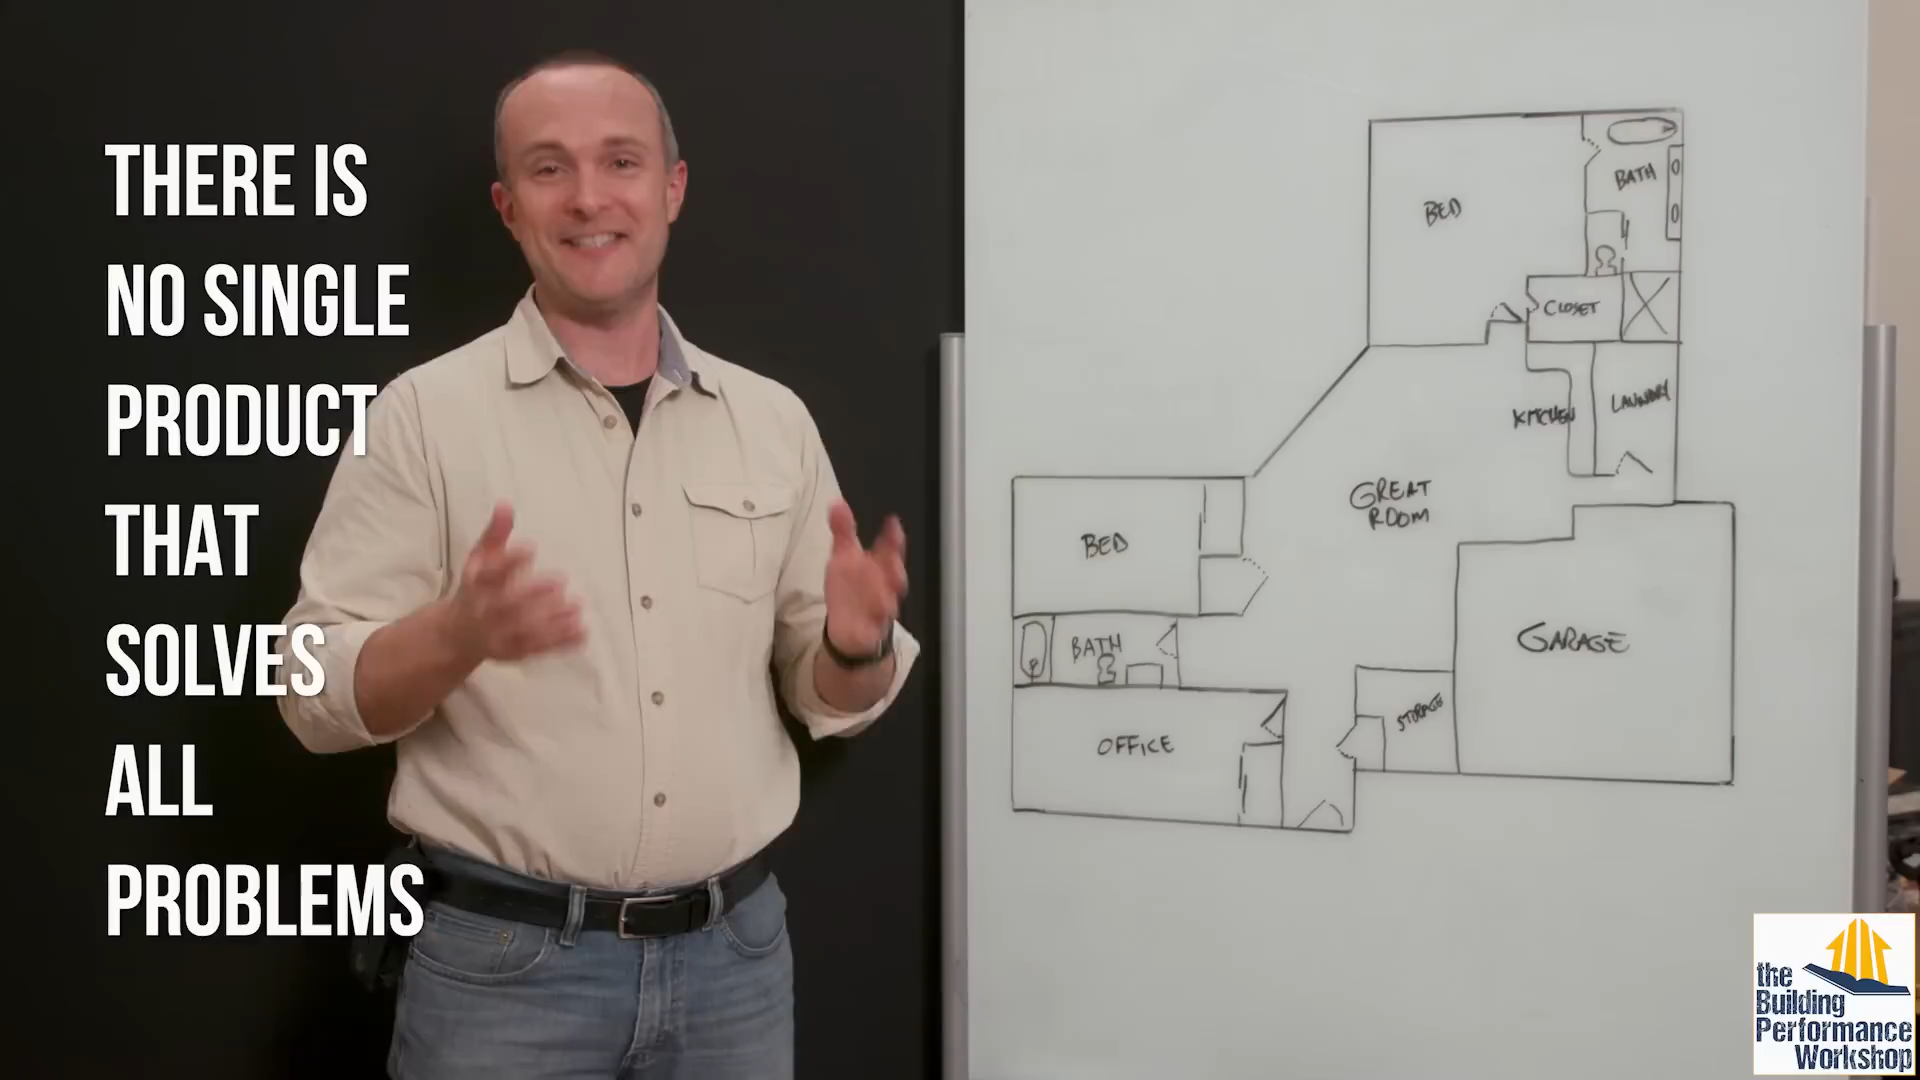 THERE IS
NO SINGLE
PRODUCT
THAT
SOLVES
ALL
PROBLEMS
BED
BATH
CLOSET
KITCHEN
LAUNDRY
GREAT
ROOM
BED
BATH
OFFICE
STORAGE
GARAGE
the
Building
Performance
Workshop